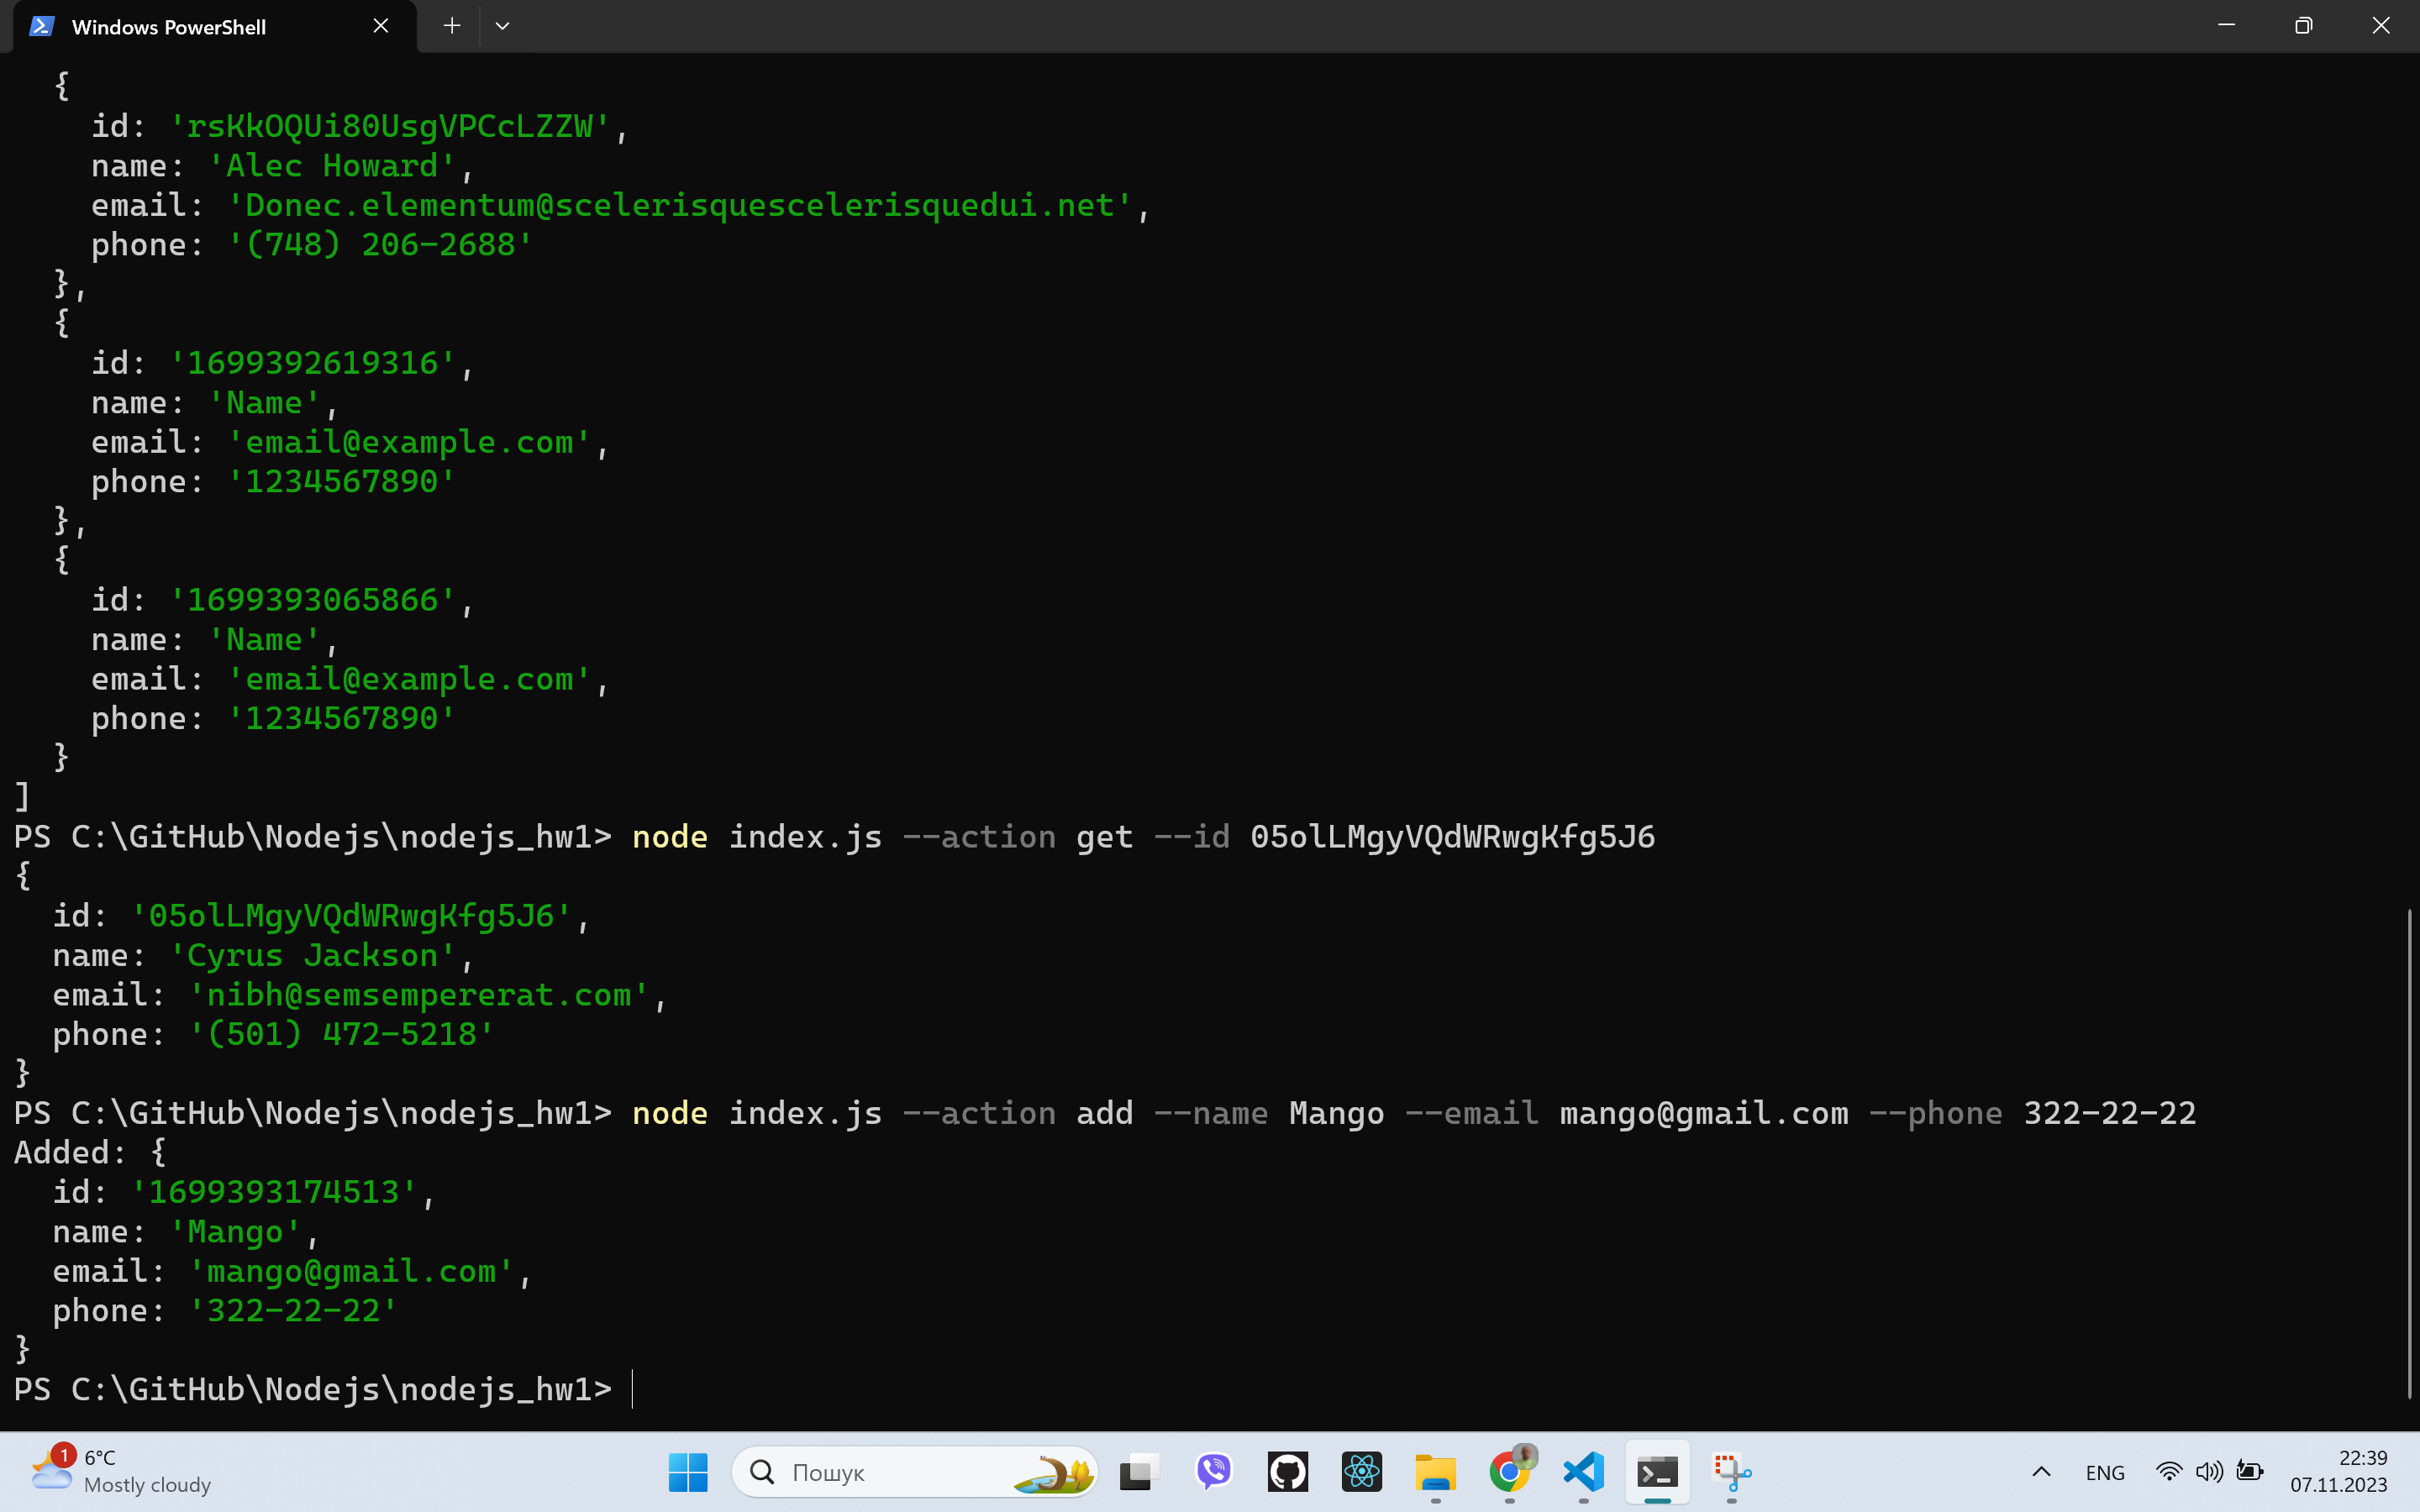 Windows PowerShell
  {
    id: 'rsKkOQUi80UsgVPCcLZZW',
    name: 'Alec Howard',
    email: 'Donec.elementum@scelerisquescelerisquedui.net',
    phone: '(748) 206-2688'
  },
  {
    id: '1699392619316',
    name: 'Name',
    email: 'email@example.com',
    phone: '1234567890'
  },
  {
    id: '1699393065866',
    name: 'Name',
    email: 'email@example.com',
    phone: '1234567890'
  }
]
PS C:\GitHub\Nodejs\nodejs_hw1> node index.js --action get --id 05olLMgyVQdWRwgKfg5J6
{
  id: '05olLMgyVQdWRwgKfg5J6',
  name: 'Cyrus Jackson',
  email: 'nibh@semsempererat.com',
  phone: '(501) 472-5218'
}
PS C:\GitHub\Nodejs\nodejs_hw1> node index.js --action add --name Mango --email mango@gmail.com --phone 322-22-22
Added: {
  id: '1699393174513',
  name: 'Mango',
  email: 'mango@gmail.com',
  phone: '322-22-22'
}
PS C:\GitHub\Nodejs\nodejs_hw1>
1
6°C
Mostly cloudy
Пошук
ENG
22:39
07.11.2023